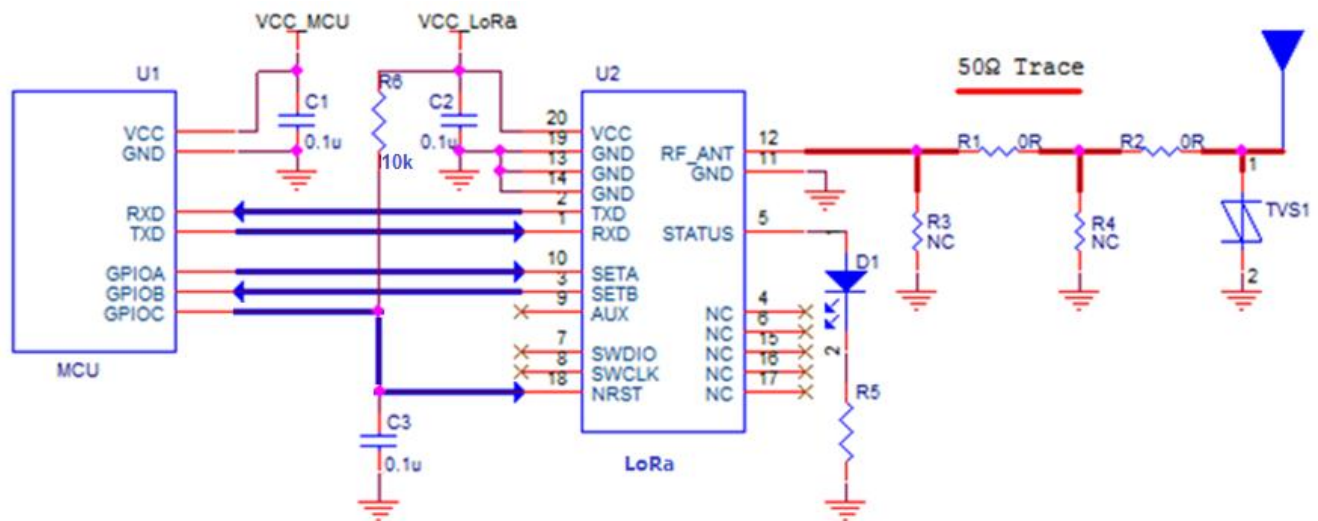 VCC_MCU
VCC_LoRa
U1
R6
C1
0.1u
C2
0.1u
10k
VCC
GND
RXD
TXD
GPIOA
GPIOB
GPIOC
MCU
C3
0.1u
U2
20
VCC
19
GND
13
GND
14
GND
2
TXD
1
RXD
10
SETA
3
SETB
9
AUX
7
SWDIO
8
SWCLK
18
NRST
RF_ANT
12
GND
11
STATUS
5
NC
4
NC
6
NC
15
NC
16
NC
17
LoRa
50Ω Trace
R1
0R
R2
0R
R3
NC
R4
NC
1
TVS1
2
1
D1
2
R5